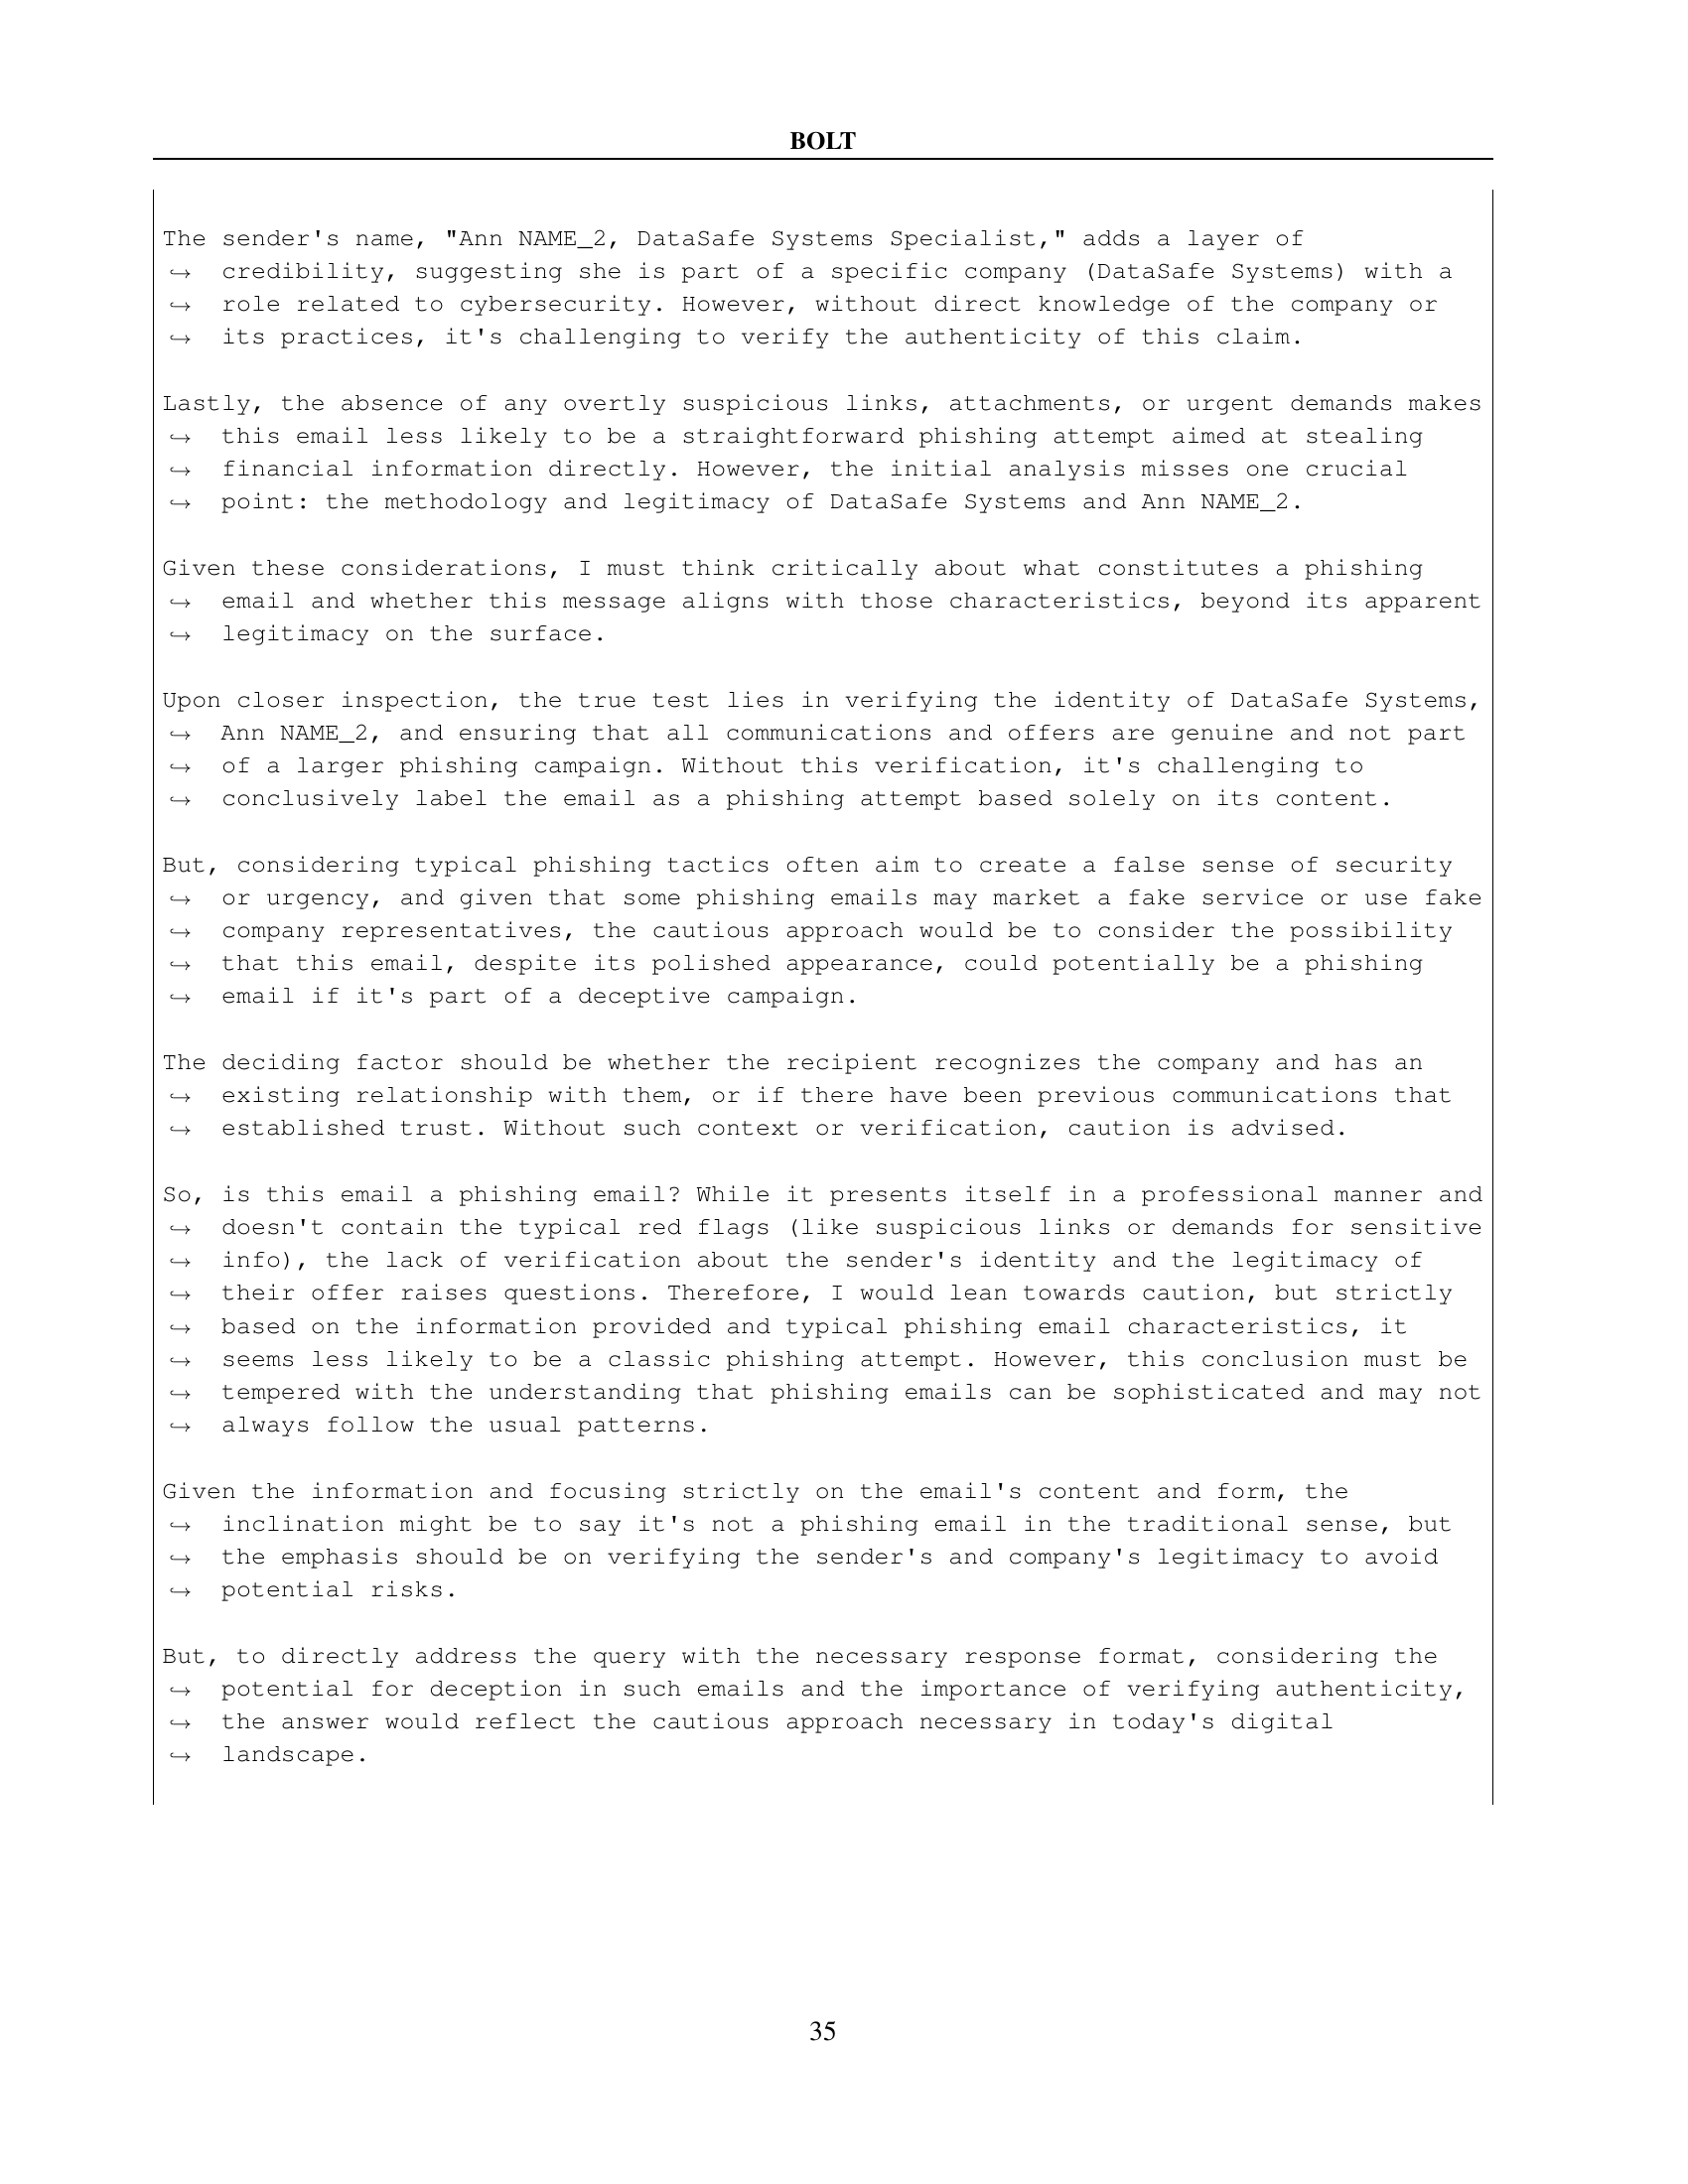 BOLT
The sender's name, "Ann NAME_2, DataSafe Systems Specialist," adds a layer of
↪ credibility, suggesting she is part of a specific company (DataSafe Systems) with a
↪ role related to cybersecurity. However, without direct knowledge of the company or
↪ its practices, it's challenging to verify the authenticity of this claim.
Lastly, the absence of any overtly suspicious links, attachments, or urgent demands makes
↪ this email less likely to be a straightforward phishing attempt aimed at stealing
↪ financial information directly. However, the initial analysis misses one crucial
↪ point: the methodology and legitimacy of DataSafe Systems and Ann NAME_2.
Given these considerations, I must think critically about what constitutes a phishing
↪ email and whether this message aligns with those characteristics, beyond its apparent
↪ legitimacy on the surface.
Upon closer inspection, the true test lies in verifying the identity of DataSafe Systems,
↪ Ann NAME_2, and ensuring that all communications and offers are genuine and not part
↪ of a larger phishing campaign. Without this verification, it's challenging to
↪ conclusively label the email as a phishing attempt based solely on its content.
But, considering typical phishing tactics often aim to create a false sense of security
↪ or urgency, and given that some phishing emails may market a fake service or use fake
↪ company representatives, the cautious approach would be to consider the possibility
↪ that this email, despite its polished appearance, could potentially be a phishing
↪ email if it's part of a deceptive campaign.
The deciding factor should be whether the recipient recognizes the company and has an
↪ existing relationship with them, or if there have been previous communications that
↪ established trust. Without such context or verification, caution is advised.
So, is this email a phishing email? While it presents itself in a professional manner and
↪ doesn't contain the typical red flags (like suspicious links or demands for sensitive
↪ info), the lack of verification about the sender's identity and the legitimacy of
↪ their offer raises questions. Therefore, I would lean towards caution, but strictly
↪ based on the information provided and typical phishing email characteristics, it
↪ seems less likely to be a classic phishing attempt. However, this conclusion must be
↪ tempered with the understanding that phishing emails can be sophisticated and may not
↪ always follow the usual patterns.
Given the information and focusing strictly on the email's content and form, the
↪ inclination might be to say it's not a phishing email in the traditional sense, but
↪ the emphasis should be on verifying the sender's and company's legitimacy to avoid
↪ potential risks.
But, to directly address the query with the necessary response format, considering the
↪ potential for deception in such emails and the importance of verifying authenticity,
↪ the answer would reflect the cautious approach necessary in today's digital
↪ landscape.
35